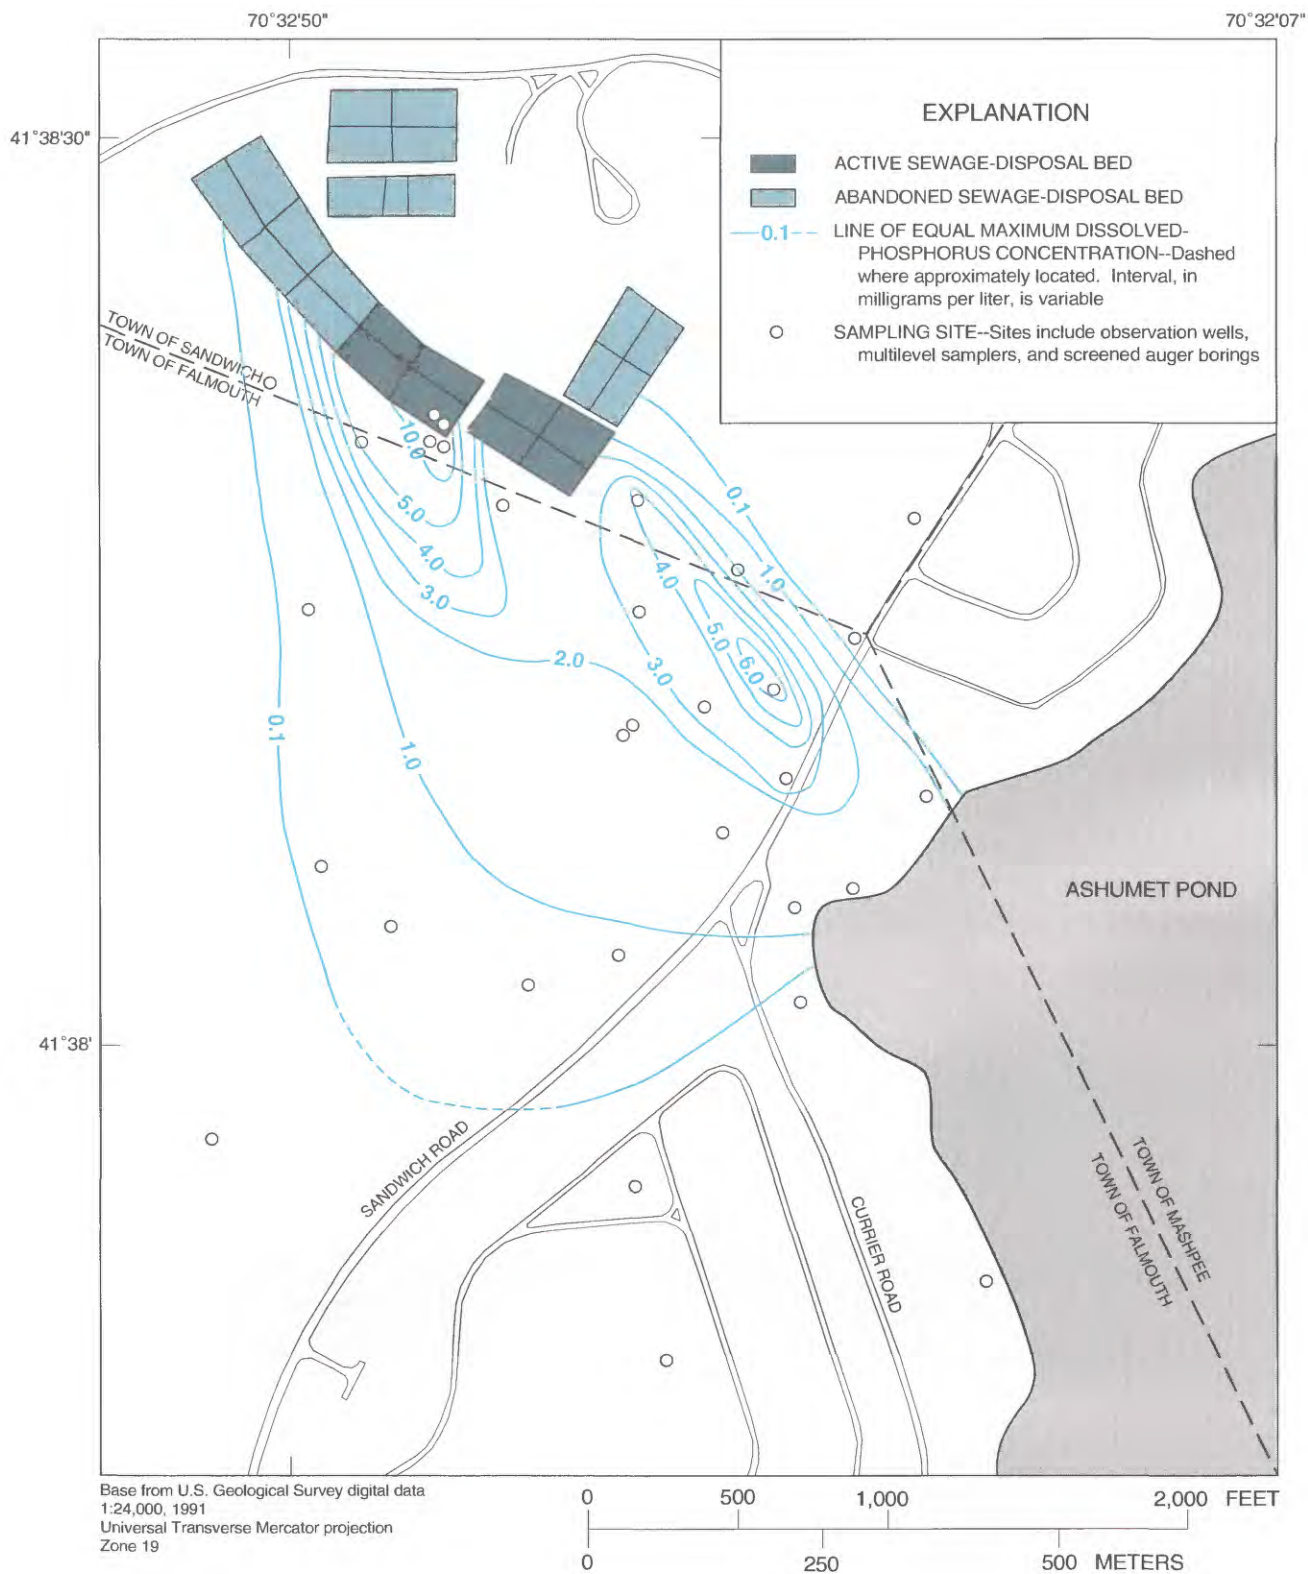 70°32'50"
70°32'07"
41°38'30"
EXPLANATION
ACTIVE SEWAGE-DISPOSAL BED
ABANDONED SEWAGE-DISPOSAL BED
0.1
LINE OF EQUAL MAXIMUM DISSOLVED-
PHOSPHORUS CONCENTRATION--Dashed
where approximately located. Interval, in
milligrams per liter, is variable
SAMPLING SITE--Sites include observation wells,
multilevel samplers, and screened auger borings
TOWN OF SANDWICH
TOWN OF FALMOUTH
10.0
5.0
4.0
3.0
2.0
1.0
0.1
0.1
1.0
4.0
5.0
6.0
3.0
ASHUMET POND
41°38'
SANDWICH ROAD
CURRIER ROAD
TOWN OF MASHPEE
TOWN OF FALMOUTH
Base from U.S. Geological Survey digital data
1:24,000, 1991
Universal Transverse Mercator projection
Zone 19
0 500 1,000 2,000 FEET
0 250 500 METERS